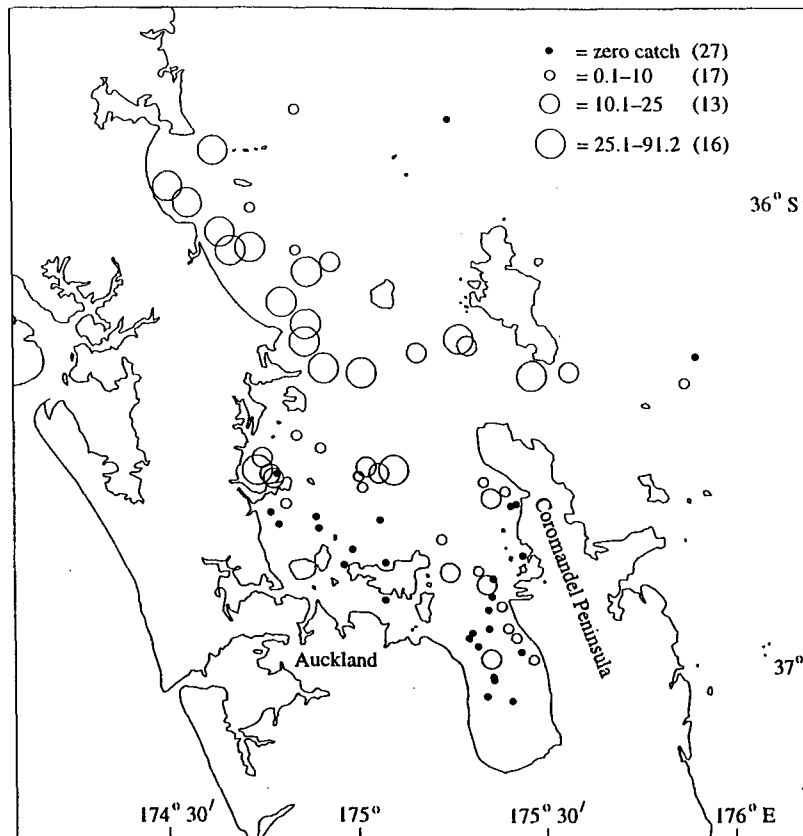 = zero catch (27)
= 0.1–10 (17)
= 10.1–25 (13)
= 25.1–91.2 (16)
36° S
Coromandel Peninsula
Auckland
37°
174° 30′
175°
175° 30′
176° E